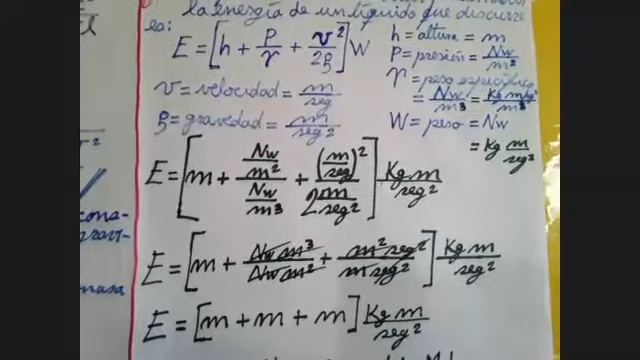 la energía de un líquido que discurre
es:
E = [h + P/γ + v²/2g] W
h = altura = m
P = presión = Nw/m²
γ = peso específico
= Nw/m³ = Kg m/seg²/m³
W = peso = Nw
= Kg m/seg²
v = velocidad = m/seg
g = gravedad = m/seg²
E = [m + Nw/m²/Nw/m³ + (m/seg)²/2m/seg²] Kg m/seg²
E = [m + Nw m³/Nw m² + m² seg²/m seg²] Kg m/seg²
E = [m + m + m] Kg m/seg²
cons-
masa